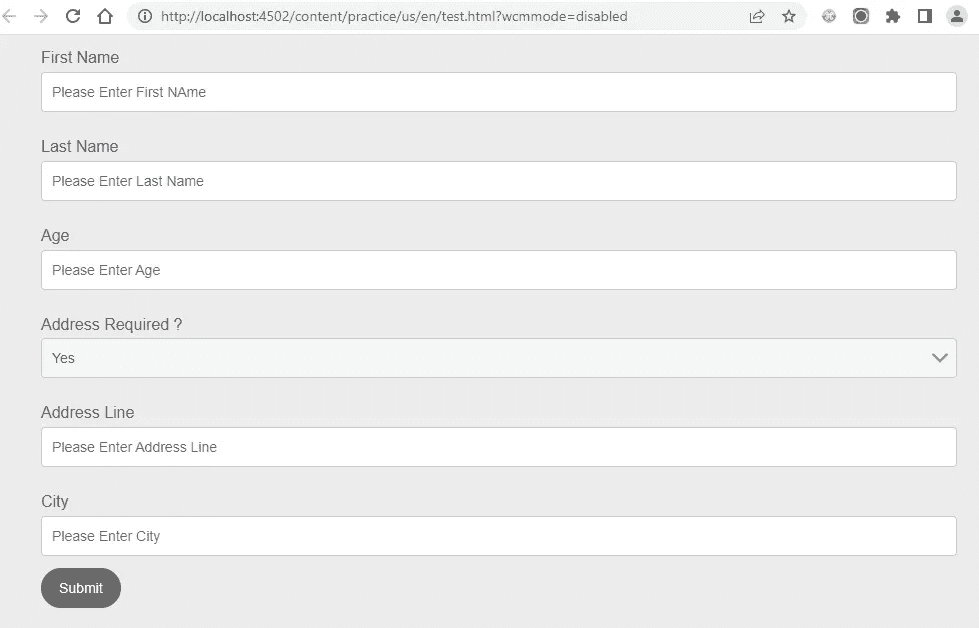 http://localhost:4502/content/practice/us/en/test.html?wcmmode=disabled
First Name
Please Enter First NAme
Last Name
Please Enter Last Name
Age
Please Enter Age
Address Required ?
Yes
Address Line
Please Enter Address Line
City
Please Enter City
Submit